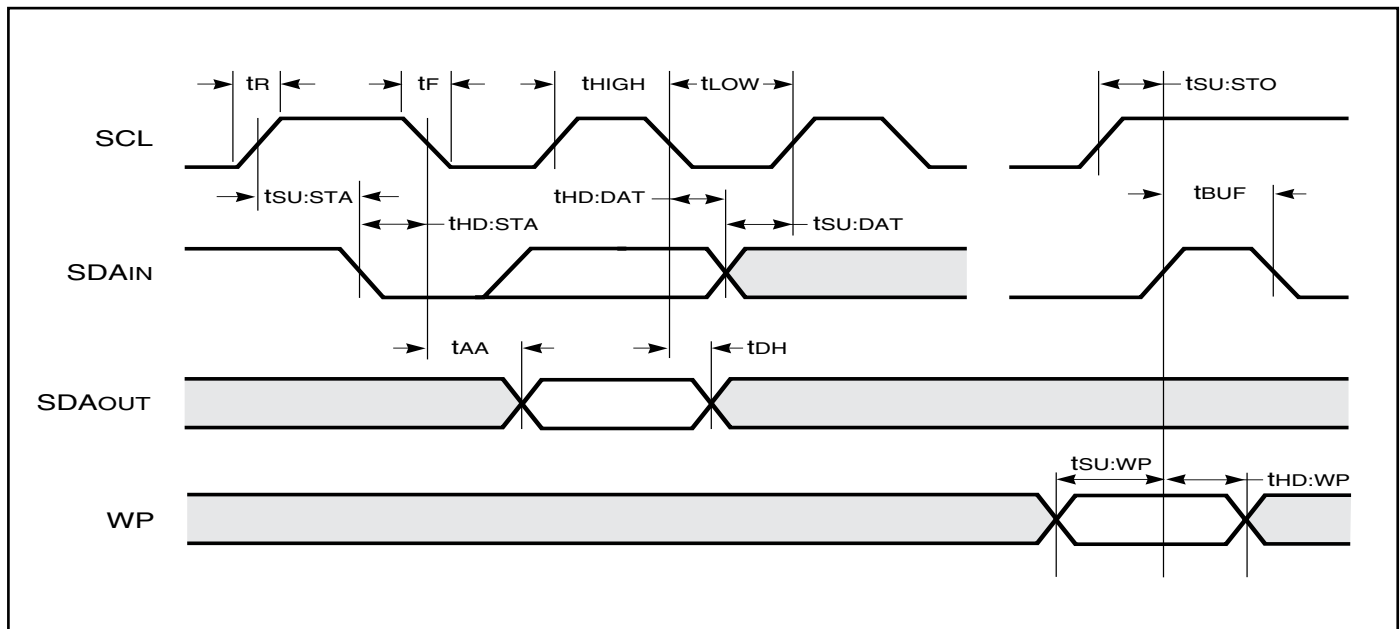 tR tF tHIGH tLOW tSU:STO
SCL
tSU:STA tHD:DAT tBUF
tHD:STA tSU:DAT
SDAIN
tAA tDH
SDAOUT
tSU:WP
tHD:WP
WP